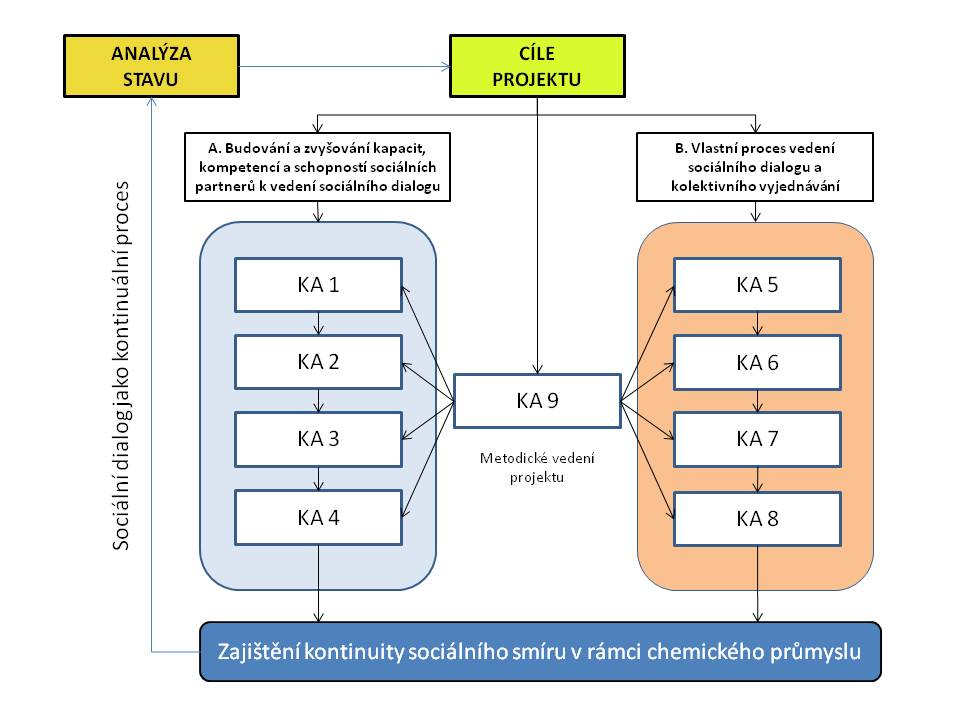 ANALÝZA
STAVU
CÍLE
PROJEKTU
A. Budování a zvyšování kapacit,
kompetencí a schopností sociálních
partnerů k vedení sociálního dialogu
B. Vlastní proces vedení
sociálního dialogu a
kolektivního vyjednávání
Sociální dialog jako kontinuální proces
KA 1
KA 2
KA 3
KA 4
KA 9
Metodické vedení
projektu
KA 5
KA 6
KA 7
KA 8
Zajištění kontinuity sociálního smíru v rámci chemického průmyslu